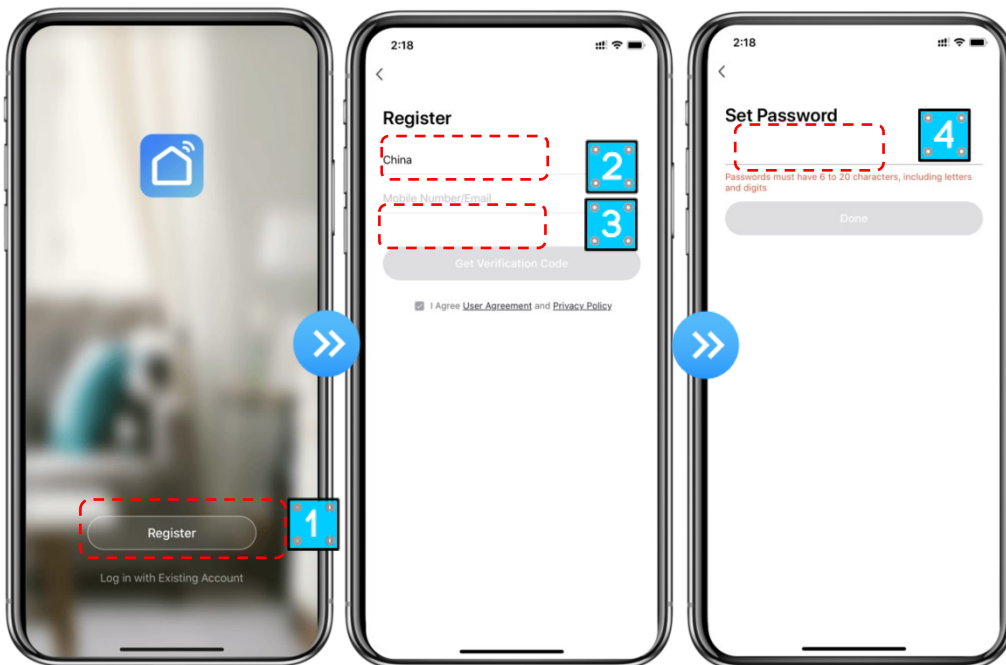 Register
Log in with Existing Account
1
2:18
Register
China
2
Mobile Number/Email
3
Get Verification Code
I Agree User Agreement and Privacy Policy
2:18
Set Password
4
Passwords must have 6 to 20 characters, including letters
and digits
Done